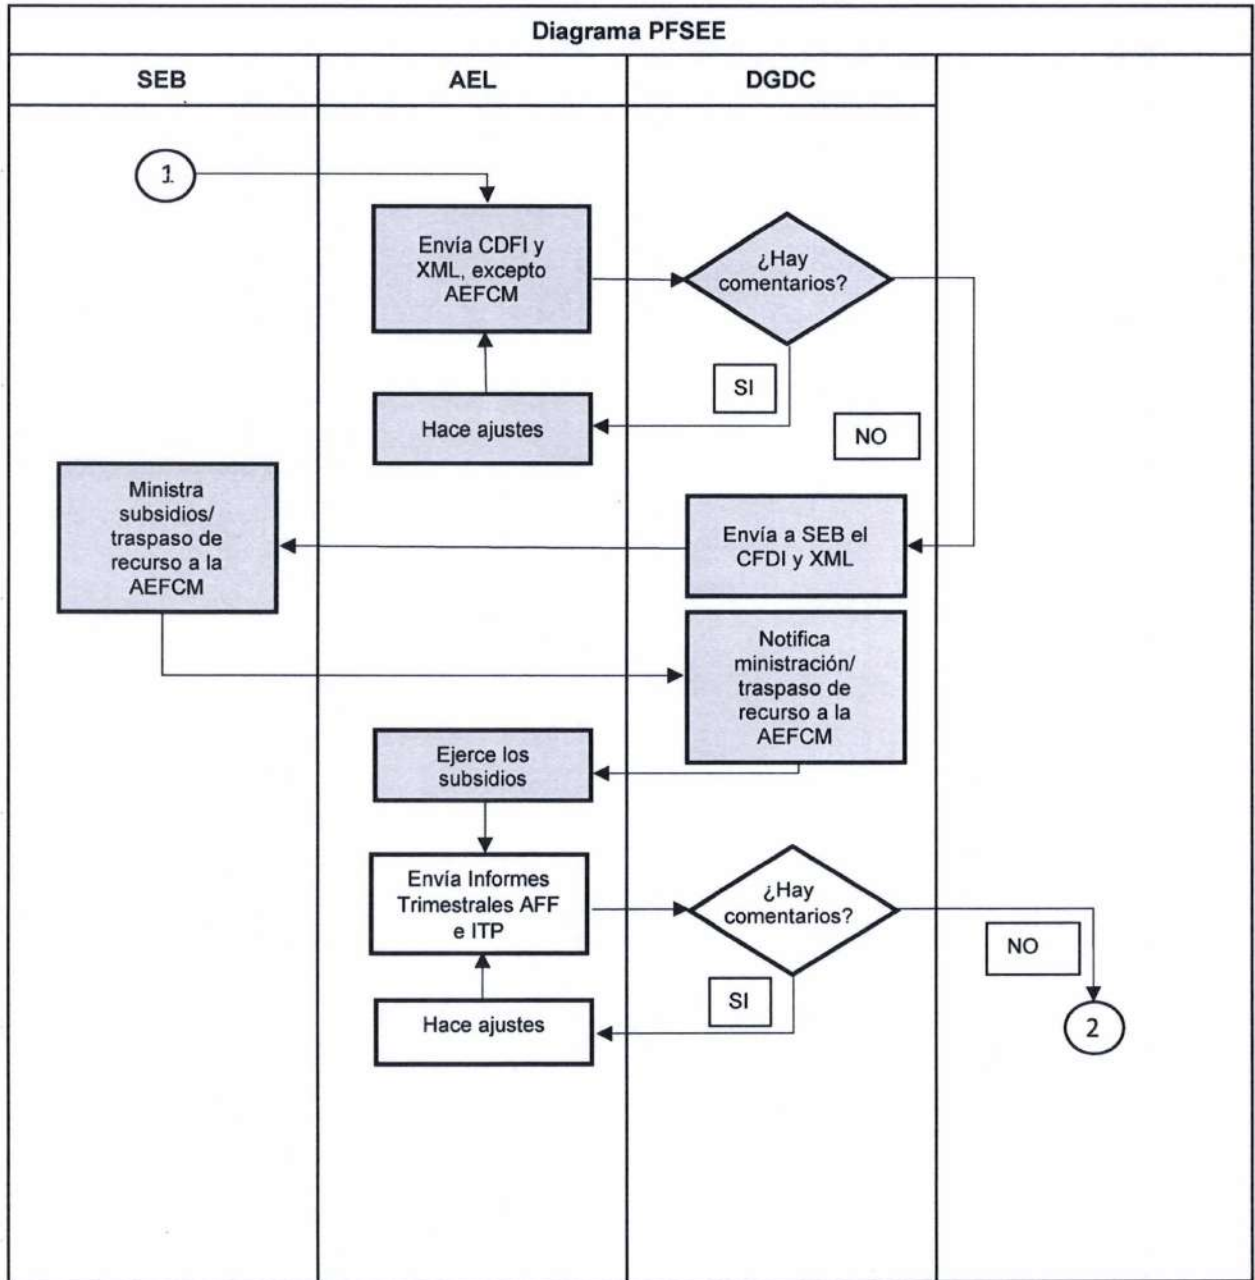 Diagrama PFSEE
SEB
AEL
DGDC
1
Envía CDFI y
XML, excepto
AEFCM
¿Hay
comentarios?
SI
Hace ajustes
NO
Ministra
subsidios/
traspaso de
recurso a la
AEFCM
Envía a SEB el
CFDI y XML
Notifica
ministración/
traspaso de
recurso a la
AEFCM
Ejerce los
subsidios
Envía Informes
Trimestrales AFF
e ITP
¿Hay
comentarios?
NO
SI
Hace ajustes
2